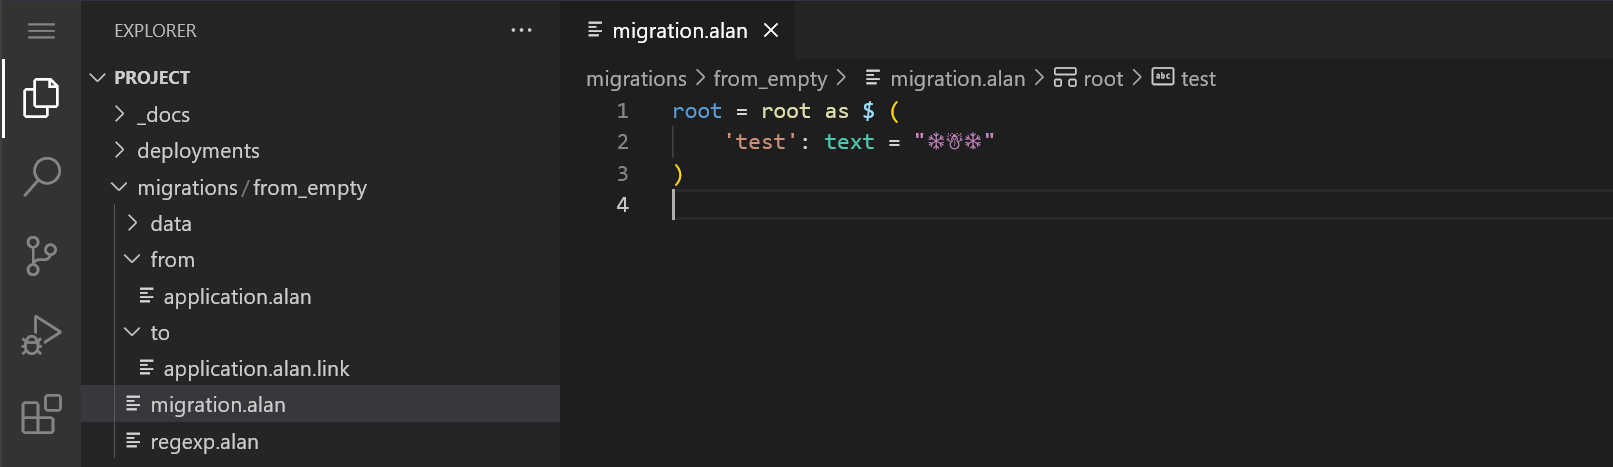 EXPLORER
PROJECT
_docs
deployments
migrations / from_empty
data
from
application.alan
to
application.alan.link
migration.alan
regexp.alan
migration.alan
migrations > from_empty > migration.alan > root > abc test
1 root = root as $ (
2 'test': text = "❄☃❄"
3 )
4